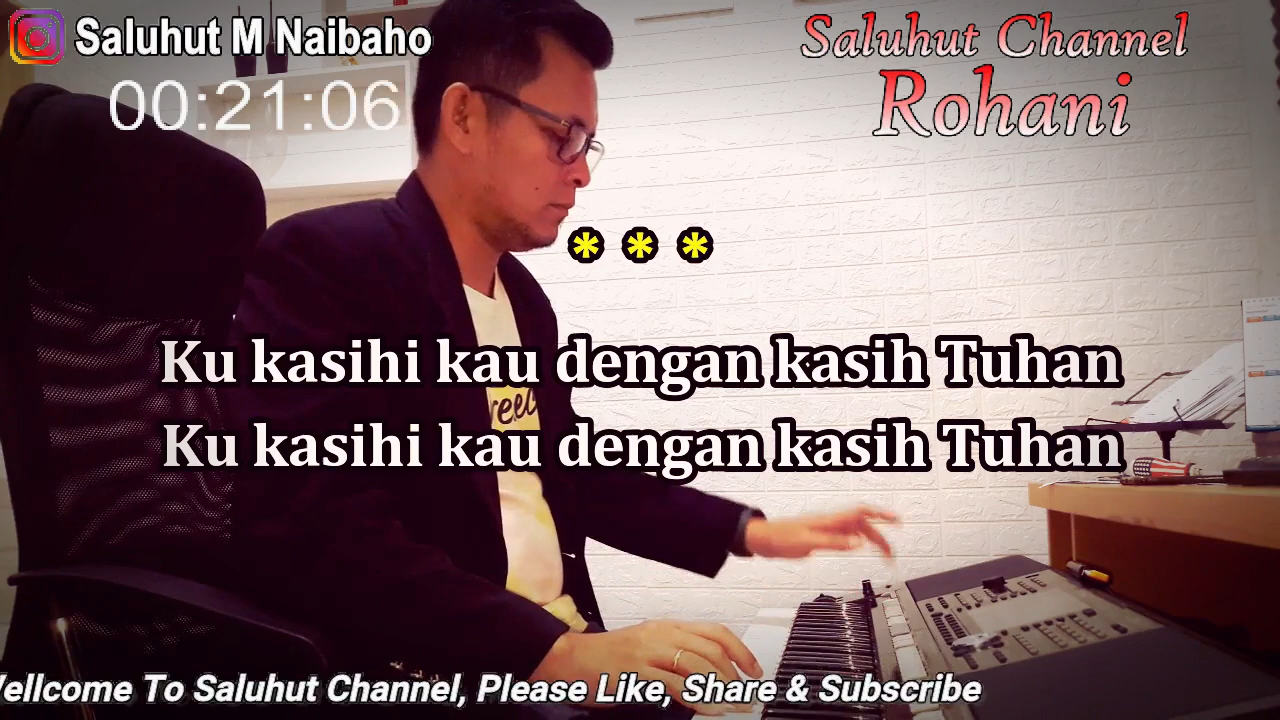 Saluhut M Naibaho
00:21:06
Saluhut Channel
Rohani
* * *
Ku kasihi kau dengan kasih Tuhan
Ku kasihi kau dengan kasih Tuhan
ellcome To Saluhut Channel, Please Like, Share & Subscribe